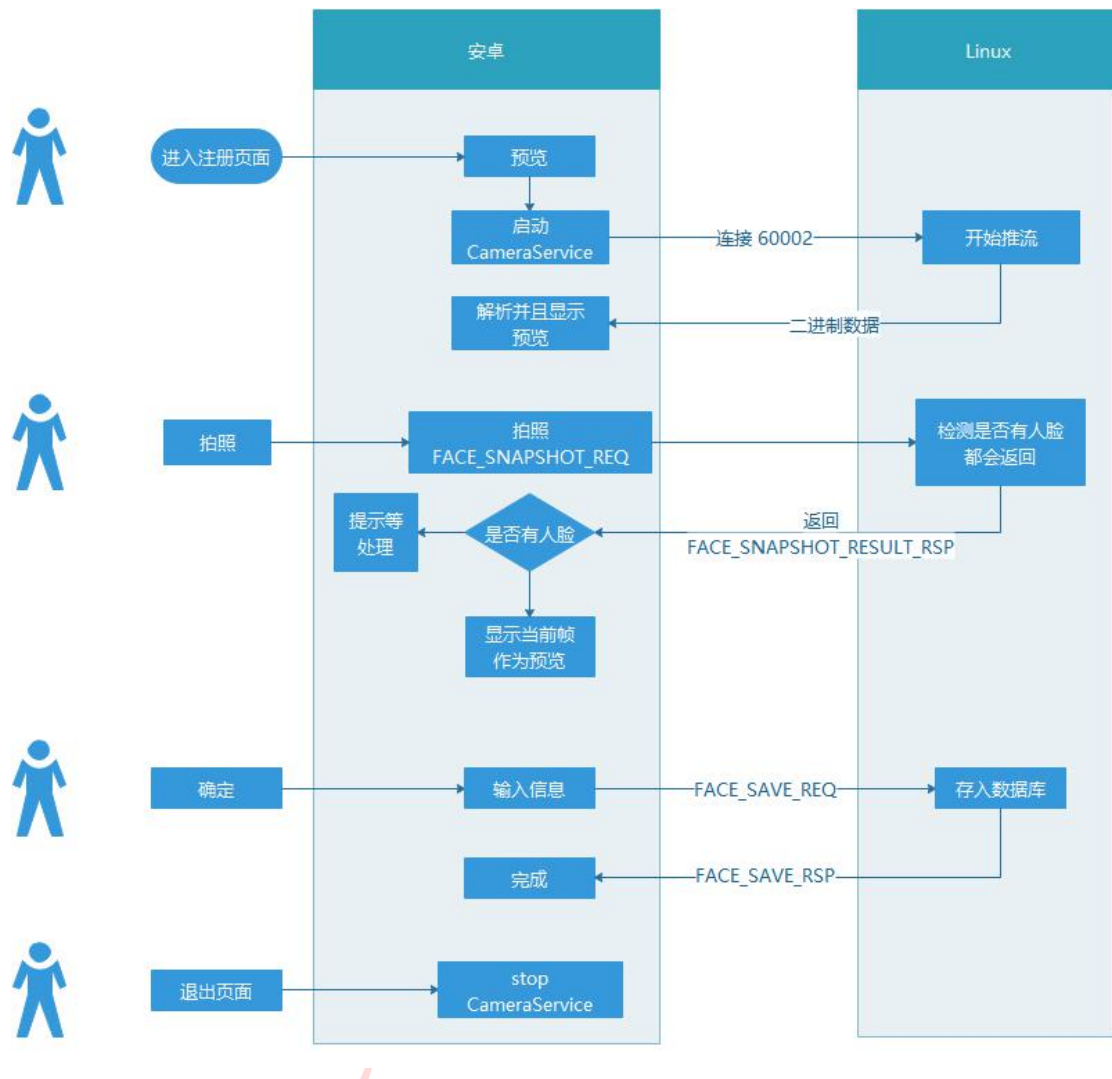 安卓
Linux
进入注册页面
预览
启动
CameraService
连接 60002
开始推流
解析并且显示
预览
二进制数据
拍照
拍照
FACE_SNAPSHOT_REQ
检测是否有人脸
都会返回
提示等
处理
是否有人脸
返回
FACE_SNAPSHOT_RESULT_RSP
显示当前帧
作为预览
确定
输入信息
FACE_SAVE_REQ
存入数据库
完成
FACE_SAVE_RSP
退出页面
stop
CameraService